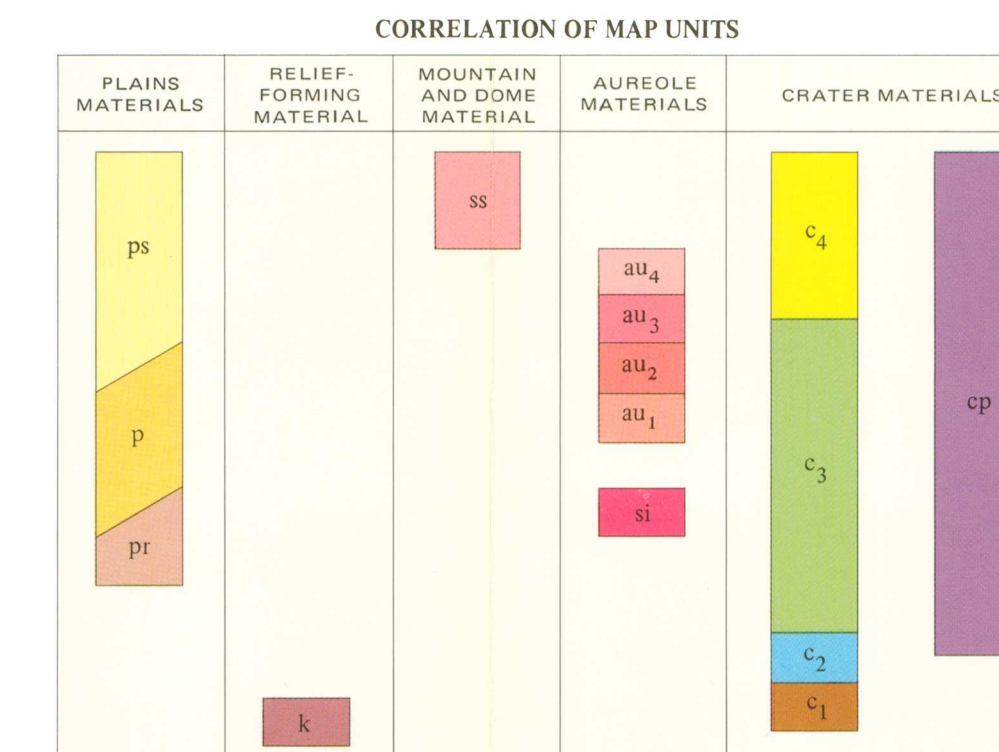 CORRELATION OF MAP UNITS
PLAINS
MATERIALS
RELIEF-
FORMING
MATERIAL
MOUNTAIN
AND DOME
MATERIAL
AUREOLE
MATERIALS
CRATER MATERIALS
ps
p
pr
k
ss
au4
au3
au2
au1
si
c4
c3
c2
c1
cp